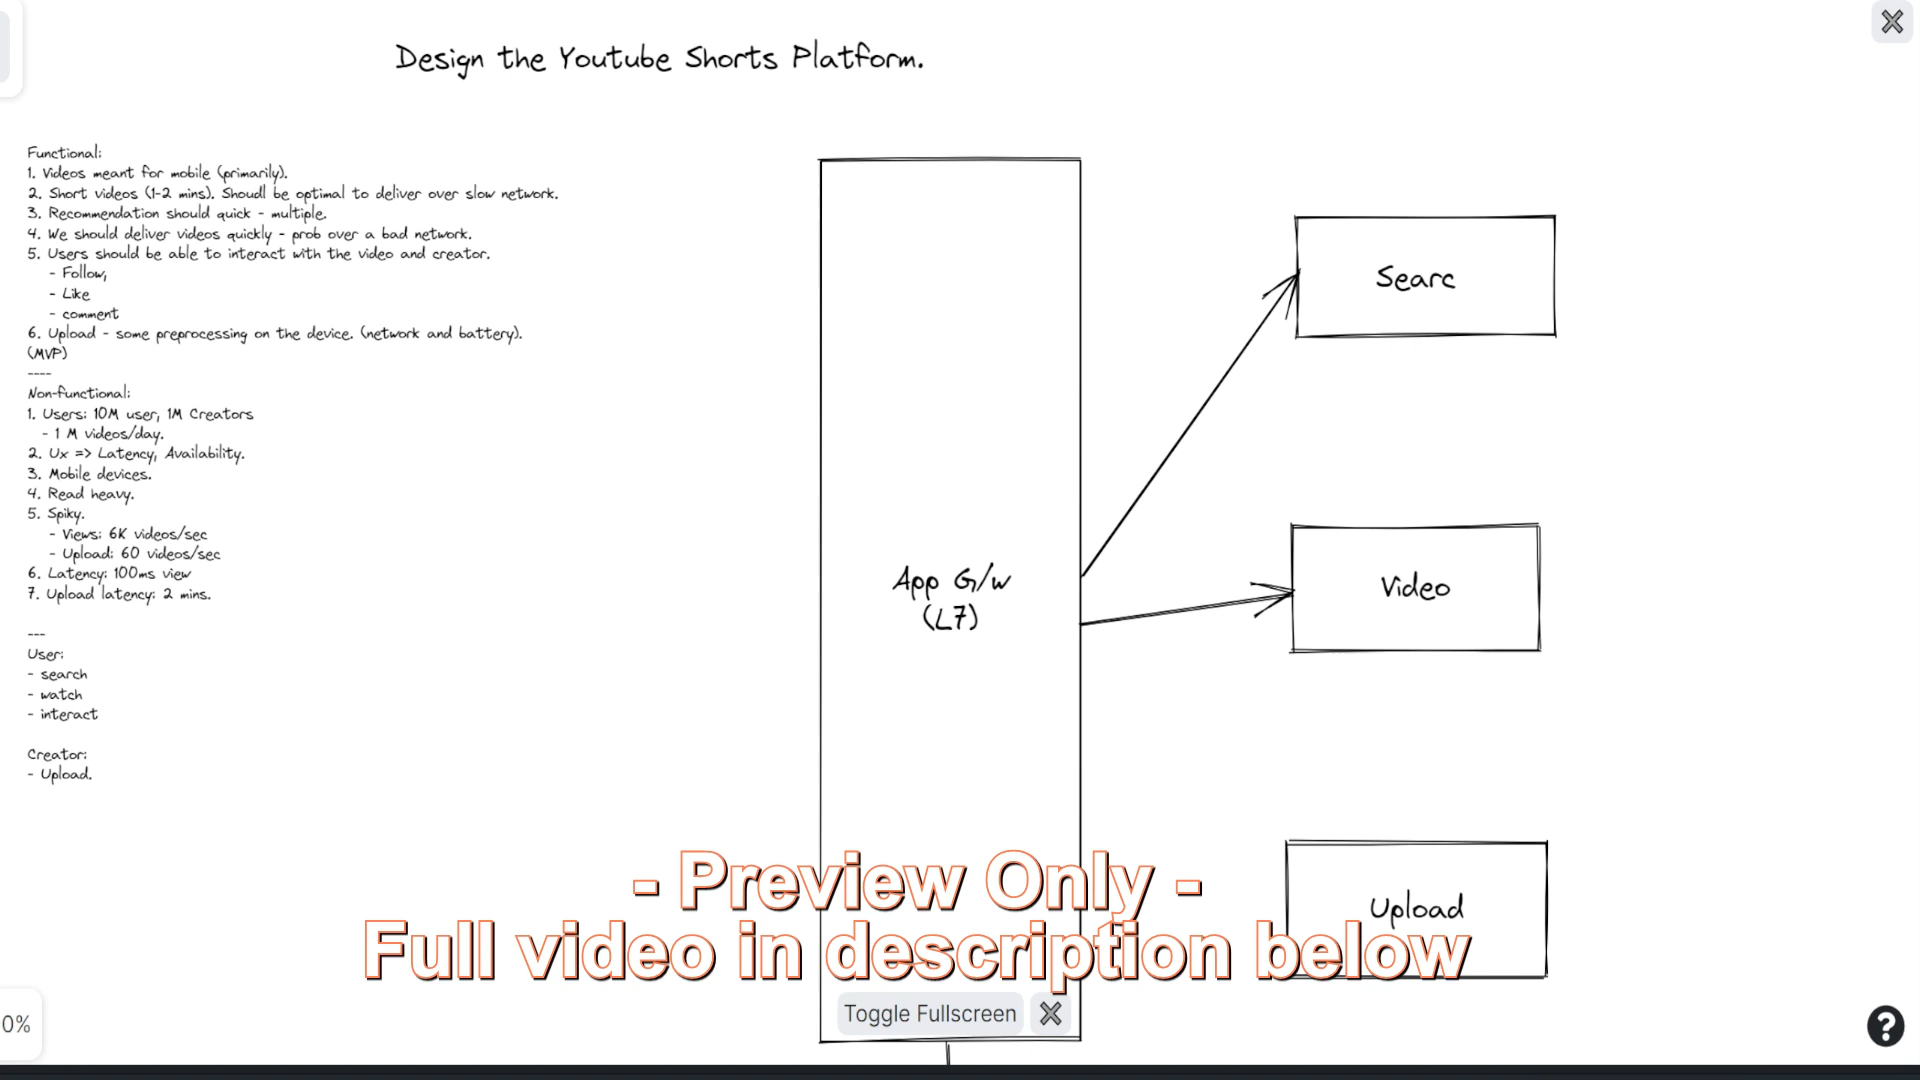 Design the Youtube Shorts Platform.
Functional:
1. Videos meant for mobile (primarily).
2. Short videos (1-2 mins). Shoudl be optimal to deliver over slow network.
3. Recommendation should quick - multiple.
4. We should deliver videos quickly - prob over a bad network.
5. Users should be able to interact with the video and creator.
- Follow,
- Like
- comment
6. Upload - some preprocessing on the device. (network and battery).
(MVP)
----
Non-functional:
1. Users: 10M user, 1M Creators
- 1 M videos/day.
2. Ux => Latency, Availability.
3. Mobile devices.
4. Read heavy.
5. Spiky.
- Views: 6K videos/sec
- Upload: 60 videos/sec
6. Latency: 100ms view
7. Upload latency: 2 mins.
---
User:
- search
- watch
- interact
Creator:
- Upload.
App G/w
(L7)
Searc
Video
Upload
- Preview Only -
Full video in description below
Toggle Fullscreen
0%